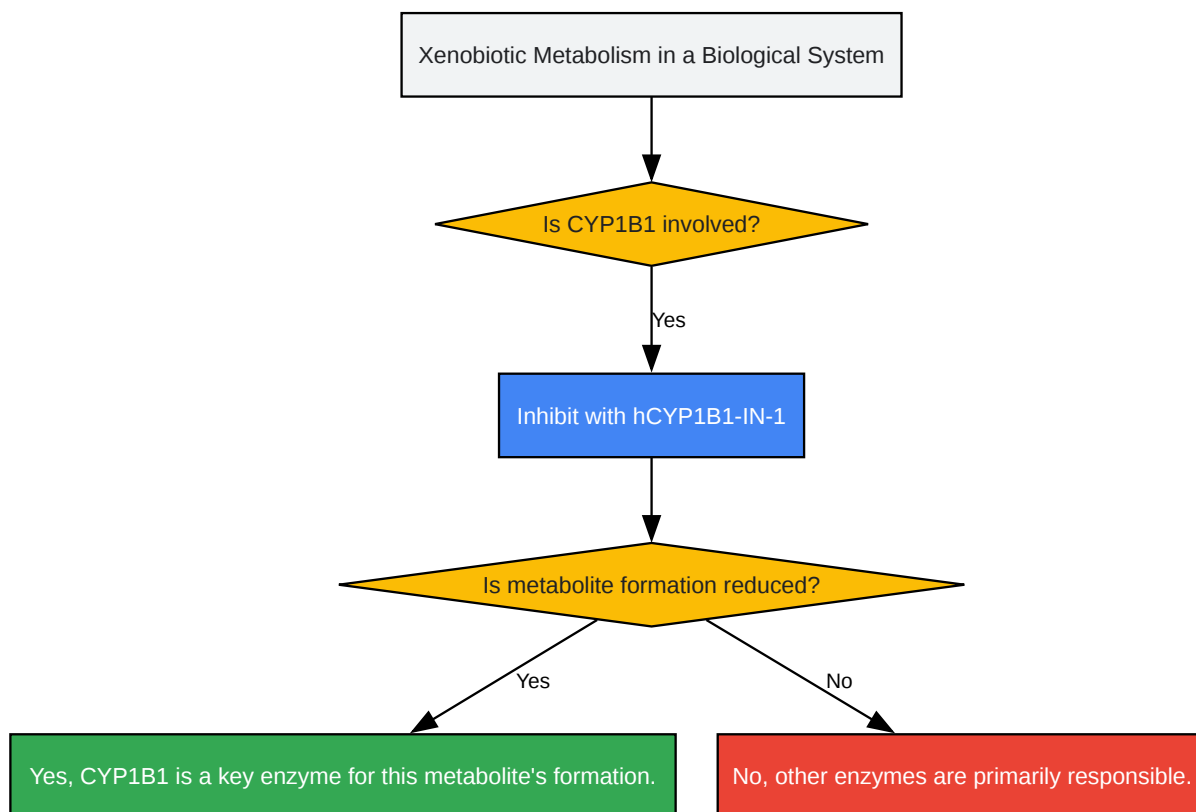 Xenobiotic Metabolism in a Biological System
Is CYP1B1 involved?
Yes
Inhibit with hCYP1B1-IN-1
Is metabolite formation reduced?
Yes
No
Yes, CYP1B1 is a key enzyme for this metabolite's formation.
No, other enzymes are primarily responsible.